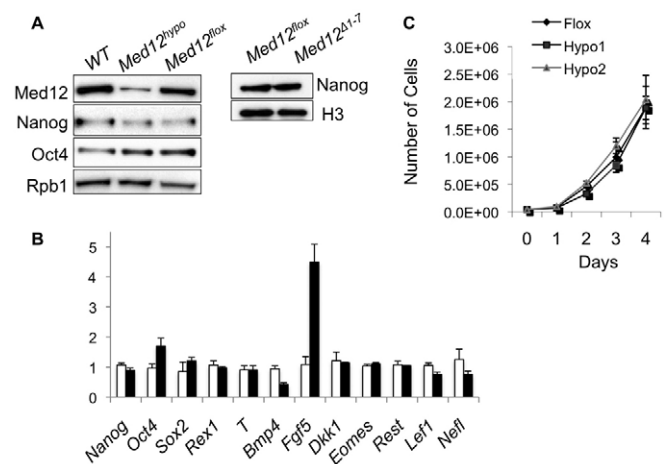 A
WT
Med12hypo
Med12flox
Med12
Nanog
Oct4
Rpb1
Med12flox
Med12Δ1-7
Nanog
H3
C
Flox
Hypo1
Hypo2
Number of Cells
3.0E+06
2.5E+06
2.0E+06
1.5E+06
1.0E+06
5.0E+05
0.0E+00
0 1 2 3 4
Days
B
5
4
3
2
1
0
Nanog
Oct4
Sox2
Rex1
T
Bmp4
Fgf5
Dkk1
Eomes
Rest
Lef1
Nefl